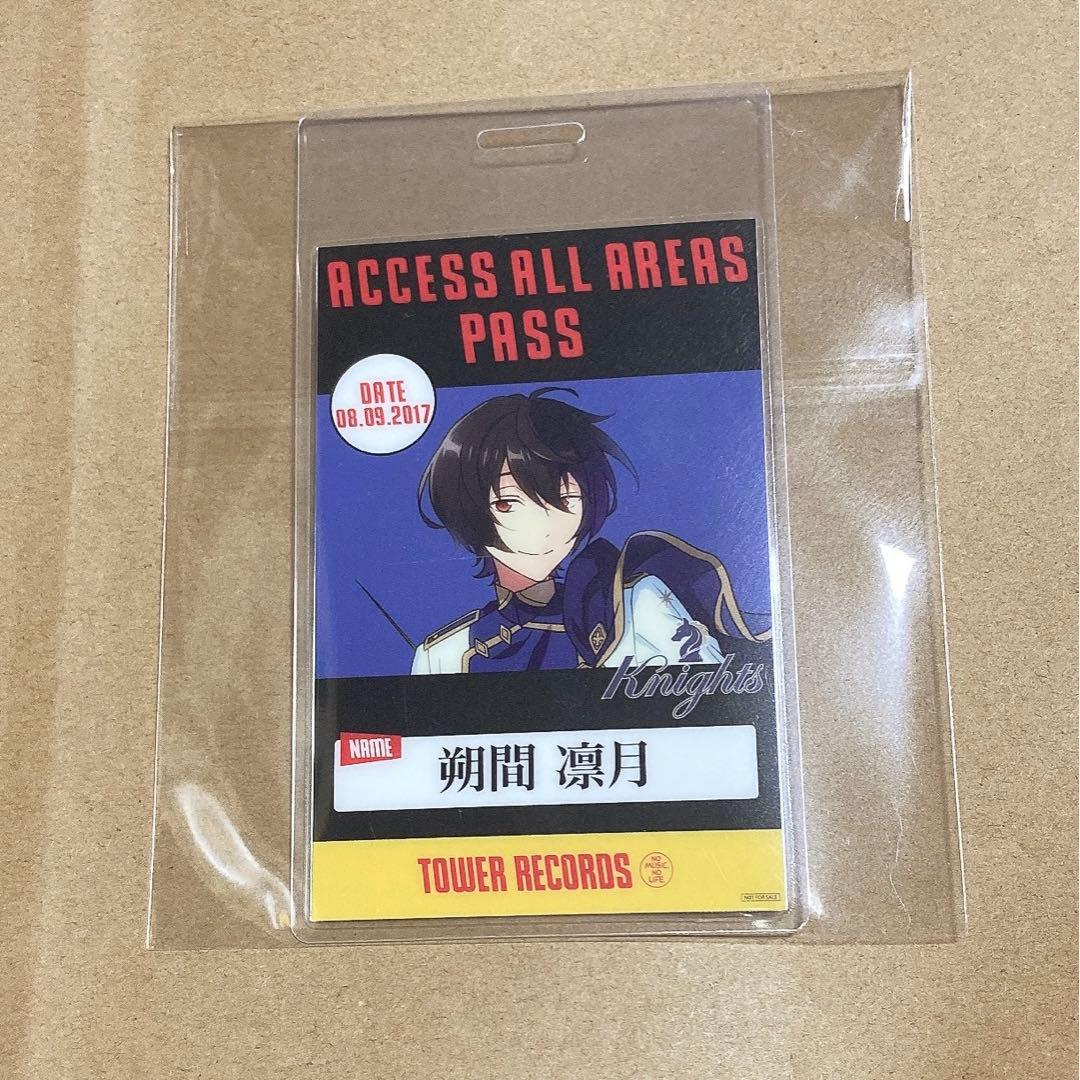 ACCESS ALL AREAS
PASS
DATE
08.09.2017
Knights
NAME
朔間 凛月
TOWER RECORDS
NO
MUSIC,
NO
LIFE.
NOT FOR SALE